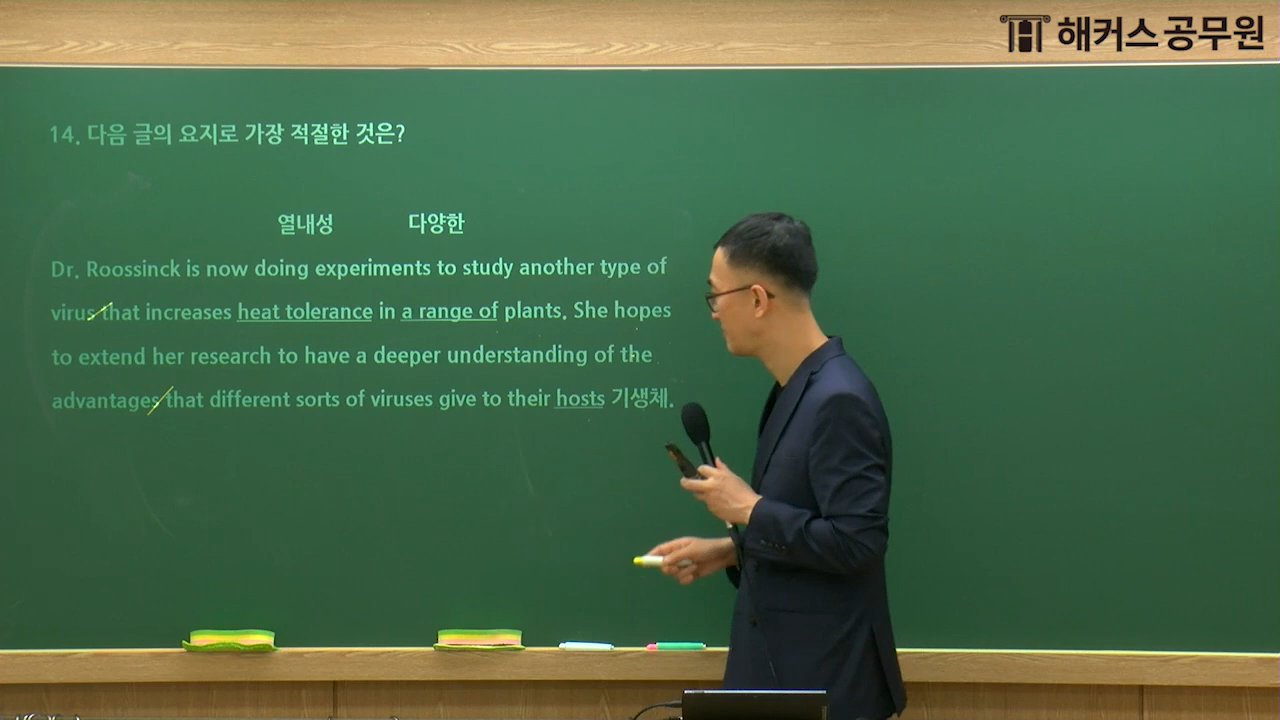 해커스공무원
14. 다음 글의 요지로 가장 적절한 것은?
열내성 다양한
Dr. Roossinck is now doing experiments to study another type of
virus that increases heat tolerance in a range of plants. She hopes
to extend her research to have a deeper understanding of the
advantages that different sorts of viruses give to their hosts 기생체.